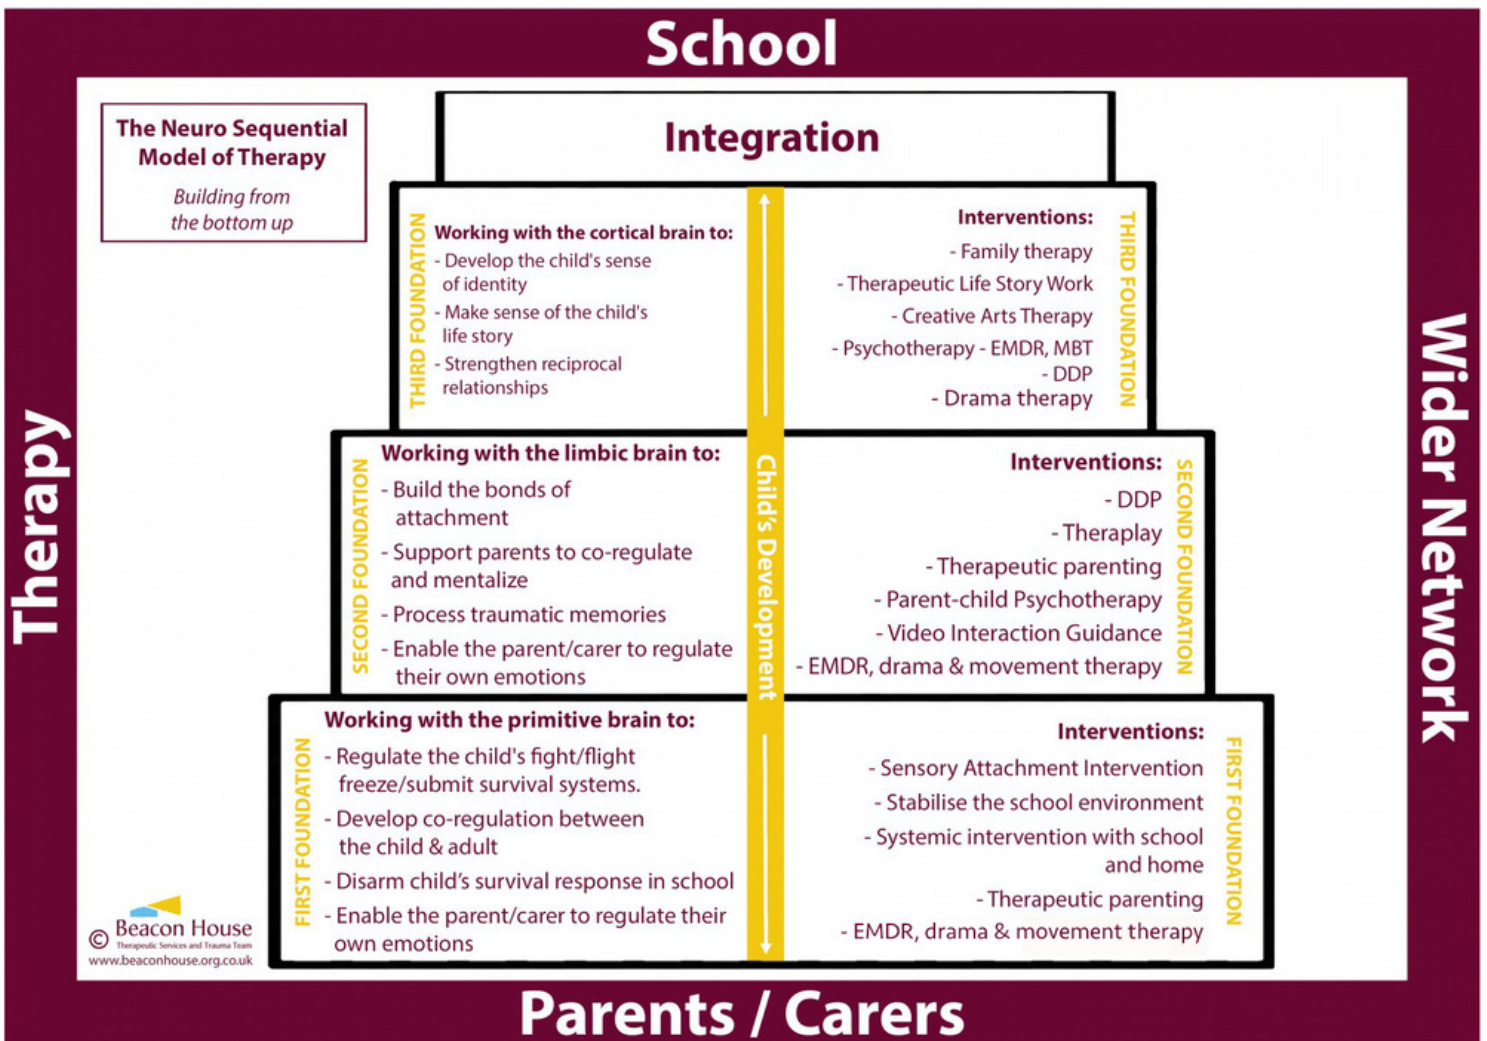 School
The Neuro Sequential
Model of Therapy
Building from
the bottom up
Integration
THIRD FOUNDATION
Working with the cortical brain to:
- Develop the child's sense
of identity
- Make sense of the child's
life story
- Strengthen reciprocal
relationships
Interventions:
- Family therapy
- Therapeutic Life Story Work
- Creative Arts Therapy
- Psychotherapy - EMDR, MBT
- DDP
- Drama therapy
THIRD FOUNDATION
SECOND FOUNDATION
Working with the limbic brain to:
- Build the bonds of
attachment
- Support parents to co-regulate
and mentalize
- Process traumatic memories
- Enable the parent/carer to regulate
their own emotions
Child's Development
Interventions:
- DDP
- Theraplay
- Therapeutic parenting
- Parent-child Psychotherapy
- Video Interaction Guidance
- EMDR, drama & movement therapy
SECOND FOUNDATION
FIRST FOUNDATION
Working with the primitive brain to:
- Regulate the child's fight/flight
freeze/submit survival systems.
- Develop co-regulation between
the child & adult
- Disarm child's survival response in school
- Enable the parent/carer to regulate their
own emotions
Interventions:
- Sensory Attachment Intervention
- Stabilise the school environment
- Systemic intervention with school
and home
- Therapeutic parenting
- EMDR, drama & movement therapy
FIRST FOUNDATION
Therapy
Wider Network
© Beacon House
Therapeutic Services and Trauma Team
www.beaconhouse.org.co.uk
Parents / Carers